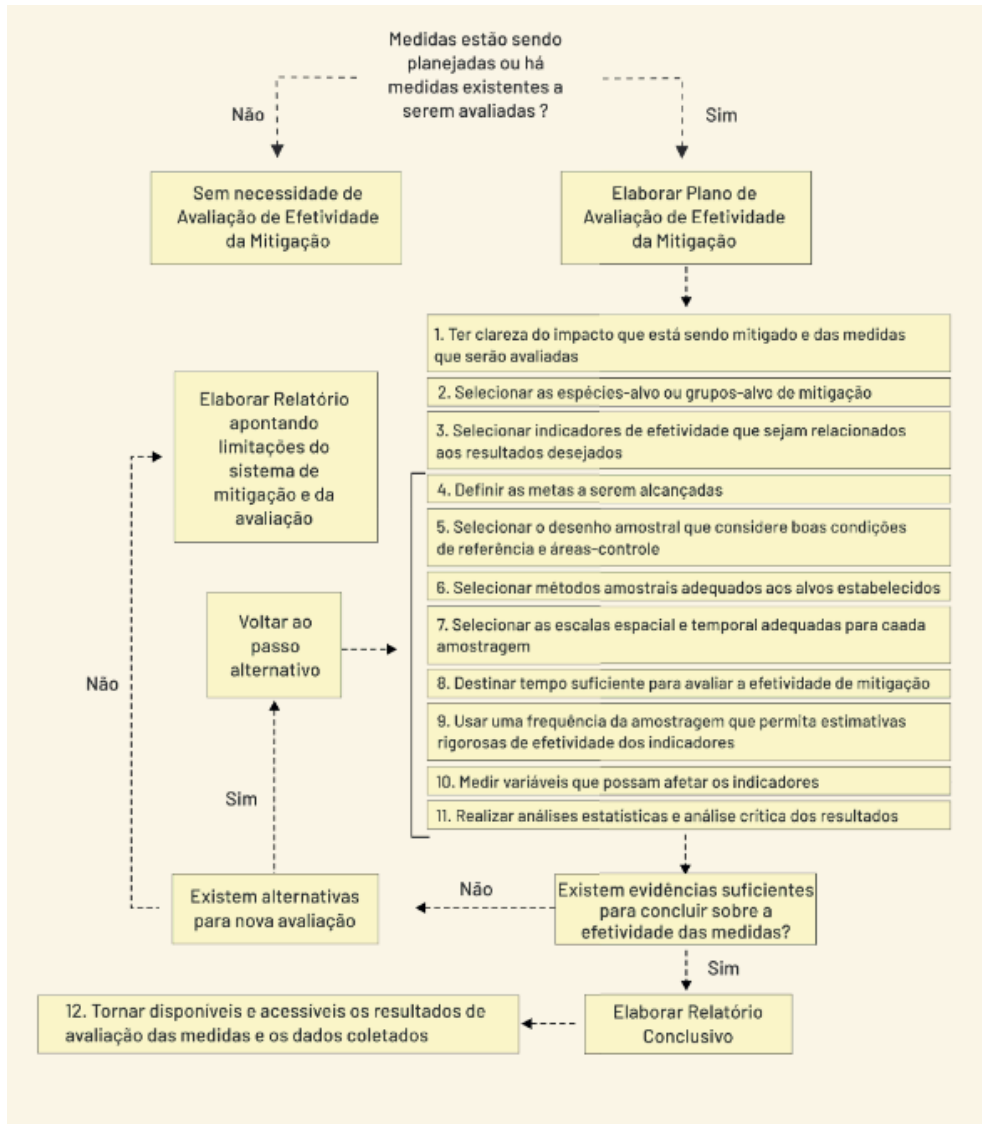 Medidas estão sendo
planejadas ou há
medidas existentes a
serem avaliadas ?
Não
Sim
Sem necessidade de
Avaliação de Efetividade
da Mitigação
Elaborar Plano de
Avaliação de Efetividade
da Mitigação
1. Ter clareza do impacto que está sendo mitigado e das medidas
que serão avaliadas
2. Selecionar as espécies-alvo ou grupos-alvo de mitigação
3. Selecionar indicadores de efetividade que sejam relacionados
aos resultados desejados
4. Definir as metas a serem alcançadas
5. Selecionar o desenho amostral que considere boas condições
de referência e áreas-controle
6. Selecionar métodos amostrais adequados aos alvos estabelecidos
7. Selecionar as escalas espacial e temporal adequadas para caada
amostragem
8. Destinar tempo suficiente para avaliar a efetividade de mitigação
9. Usar uma frequência da amostragem que permita estimativas
rigorosas de efetividade dos indicadores
10. Medir variáveis que possam afetar os indicadores
11. Realizar análises estatísticas e análise crítica dos resultados
Elaborar Relatório
apontando
limitações do
sistema de
mitigação e da
avaliação
Voltar ao
passo
alternativo
Não
Sim
Existem alternativas
para nova avaliação
Não
Existem evidências suficientes
para concluir sobre a
efetividade das medidas?
Sim
Elaborar Relatório
Conclusivo
12. Tornar disponíveis e acessíveis os resultados de
avaliação das medidas e os dados coletados